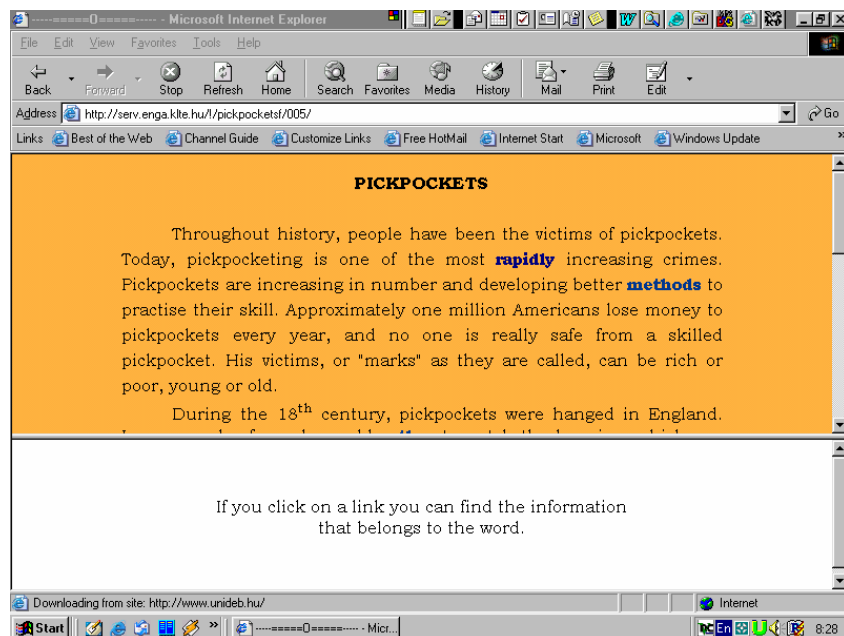 -----=====0=====----- - Microsoft Internet Explorer
File Edit View Favorites Tools Help
Back Forward Stop Refresh Home Search Favorites Media History Mail Print Edit
Address http://serv.enga.klte.hu/!/pickpocketsf/005/ Go
Links Best of the Web Channel Guide Customize Links Free HotMail Internet Start Microsoft Windows Update »
PICKPOCKETS
Throughout history, people have been the victims of pickpockets.
Today, pickpocketing is one of the most rapidly increasing crimes.
Pickpockets are increasing in number and developing better methods to
practise their skill. Approximately one million Americans lose money to
pickpockets every year, and no one is really safe from a skilled
pickpocket. His victims, or "marks" as they are called, can be rich or
poor, young or old.
During the 18th century, pickpockets were hanged in England.
If you click on a link you can find the information
that belongs to the word.
Downloading from site: http://www.unideb.hu/ Internet
Start » -----=====0=====----- - Micr... En 8:28